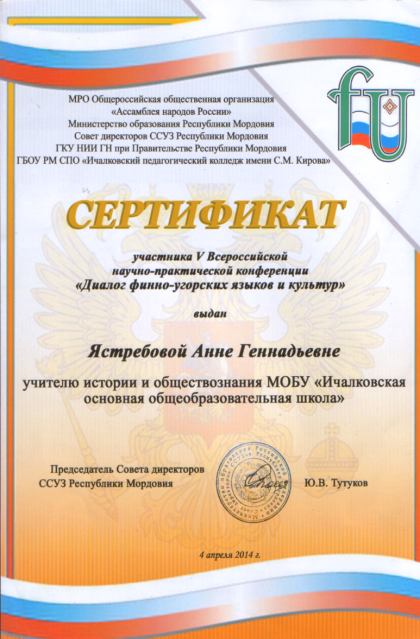 МРО Общероссийская общественная организация
«Ассамблея народов России»
Министерство образования Республики Мордовия
Совет директоров ССУЗ Республики Мордовия
ГКУ НИИ ГН при Правительстве Республики Мордовия
ГБОУ РМ СПО «Ичалковский педагогический колледж имени С.М. Кирова»
fU
СЕРТИФИКАТ
участника V Всероссийской
научно-практической конференции
«Диалог финно-угорских языков и культур»
выдан
Ястребовой Анне Геннадьевне
учителю истории и обществознания МОБУ «Ичалковская
основная общеобразовательная школа»
Председатель Совета директоров
ССУЗ Республики Мордовия
Ю.В. Тутуков
4 апреля 2014 г.